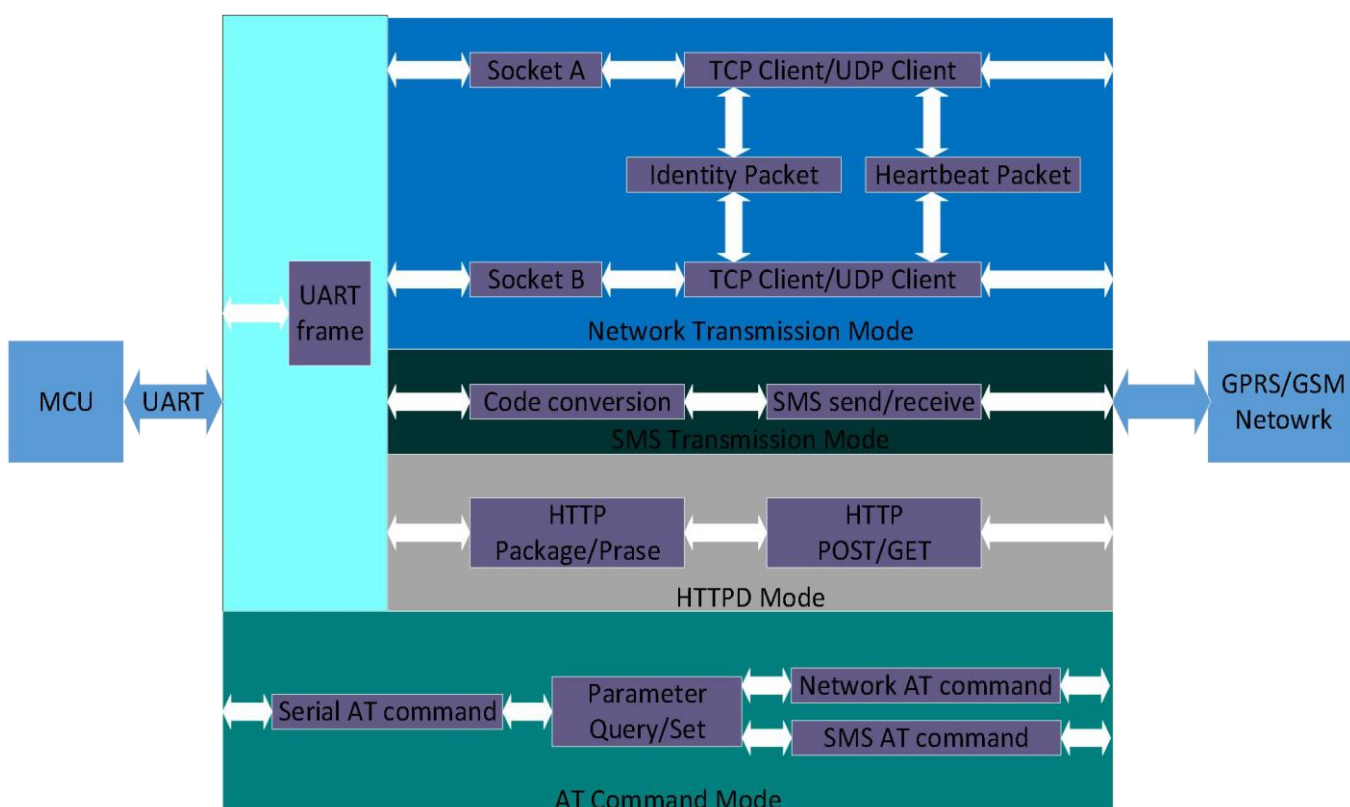 Socket A
TCP Client/UDP Client
Identity Packet
Heartbeat Packet
Socket B
TCP Client/UDP Client
UART
frame
Network Transmission Mode
MCU
UART
Code conversion
SMS send/receive
SMS Transmission Mode
GPRS/GSM
Netowrk
HTTP
Package/Prase
HTTP
POST/GET
HTTPD Mode
Serial AT command
Parameter
Query/Set
Network AT command
SMS AT command
AT Command Mode